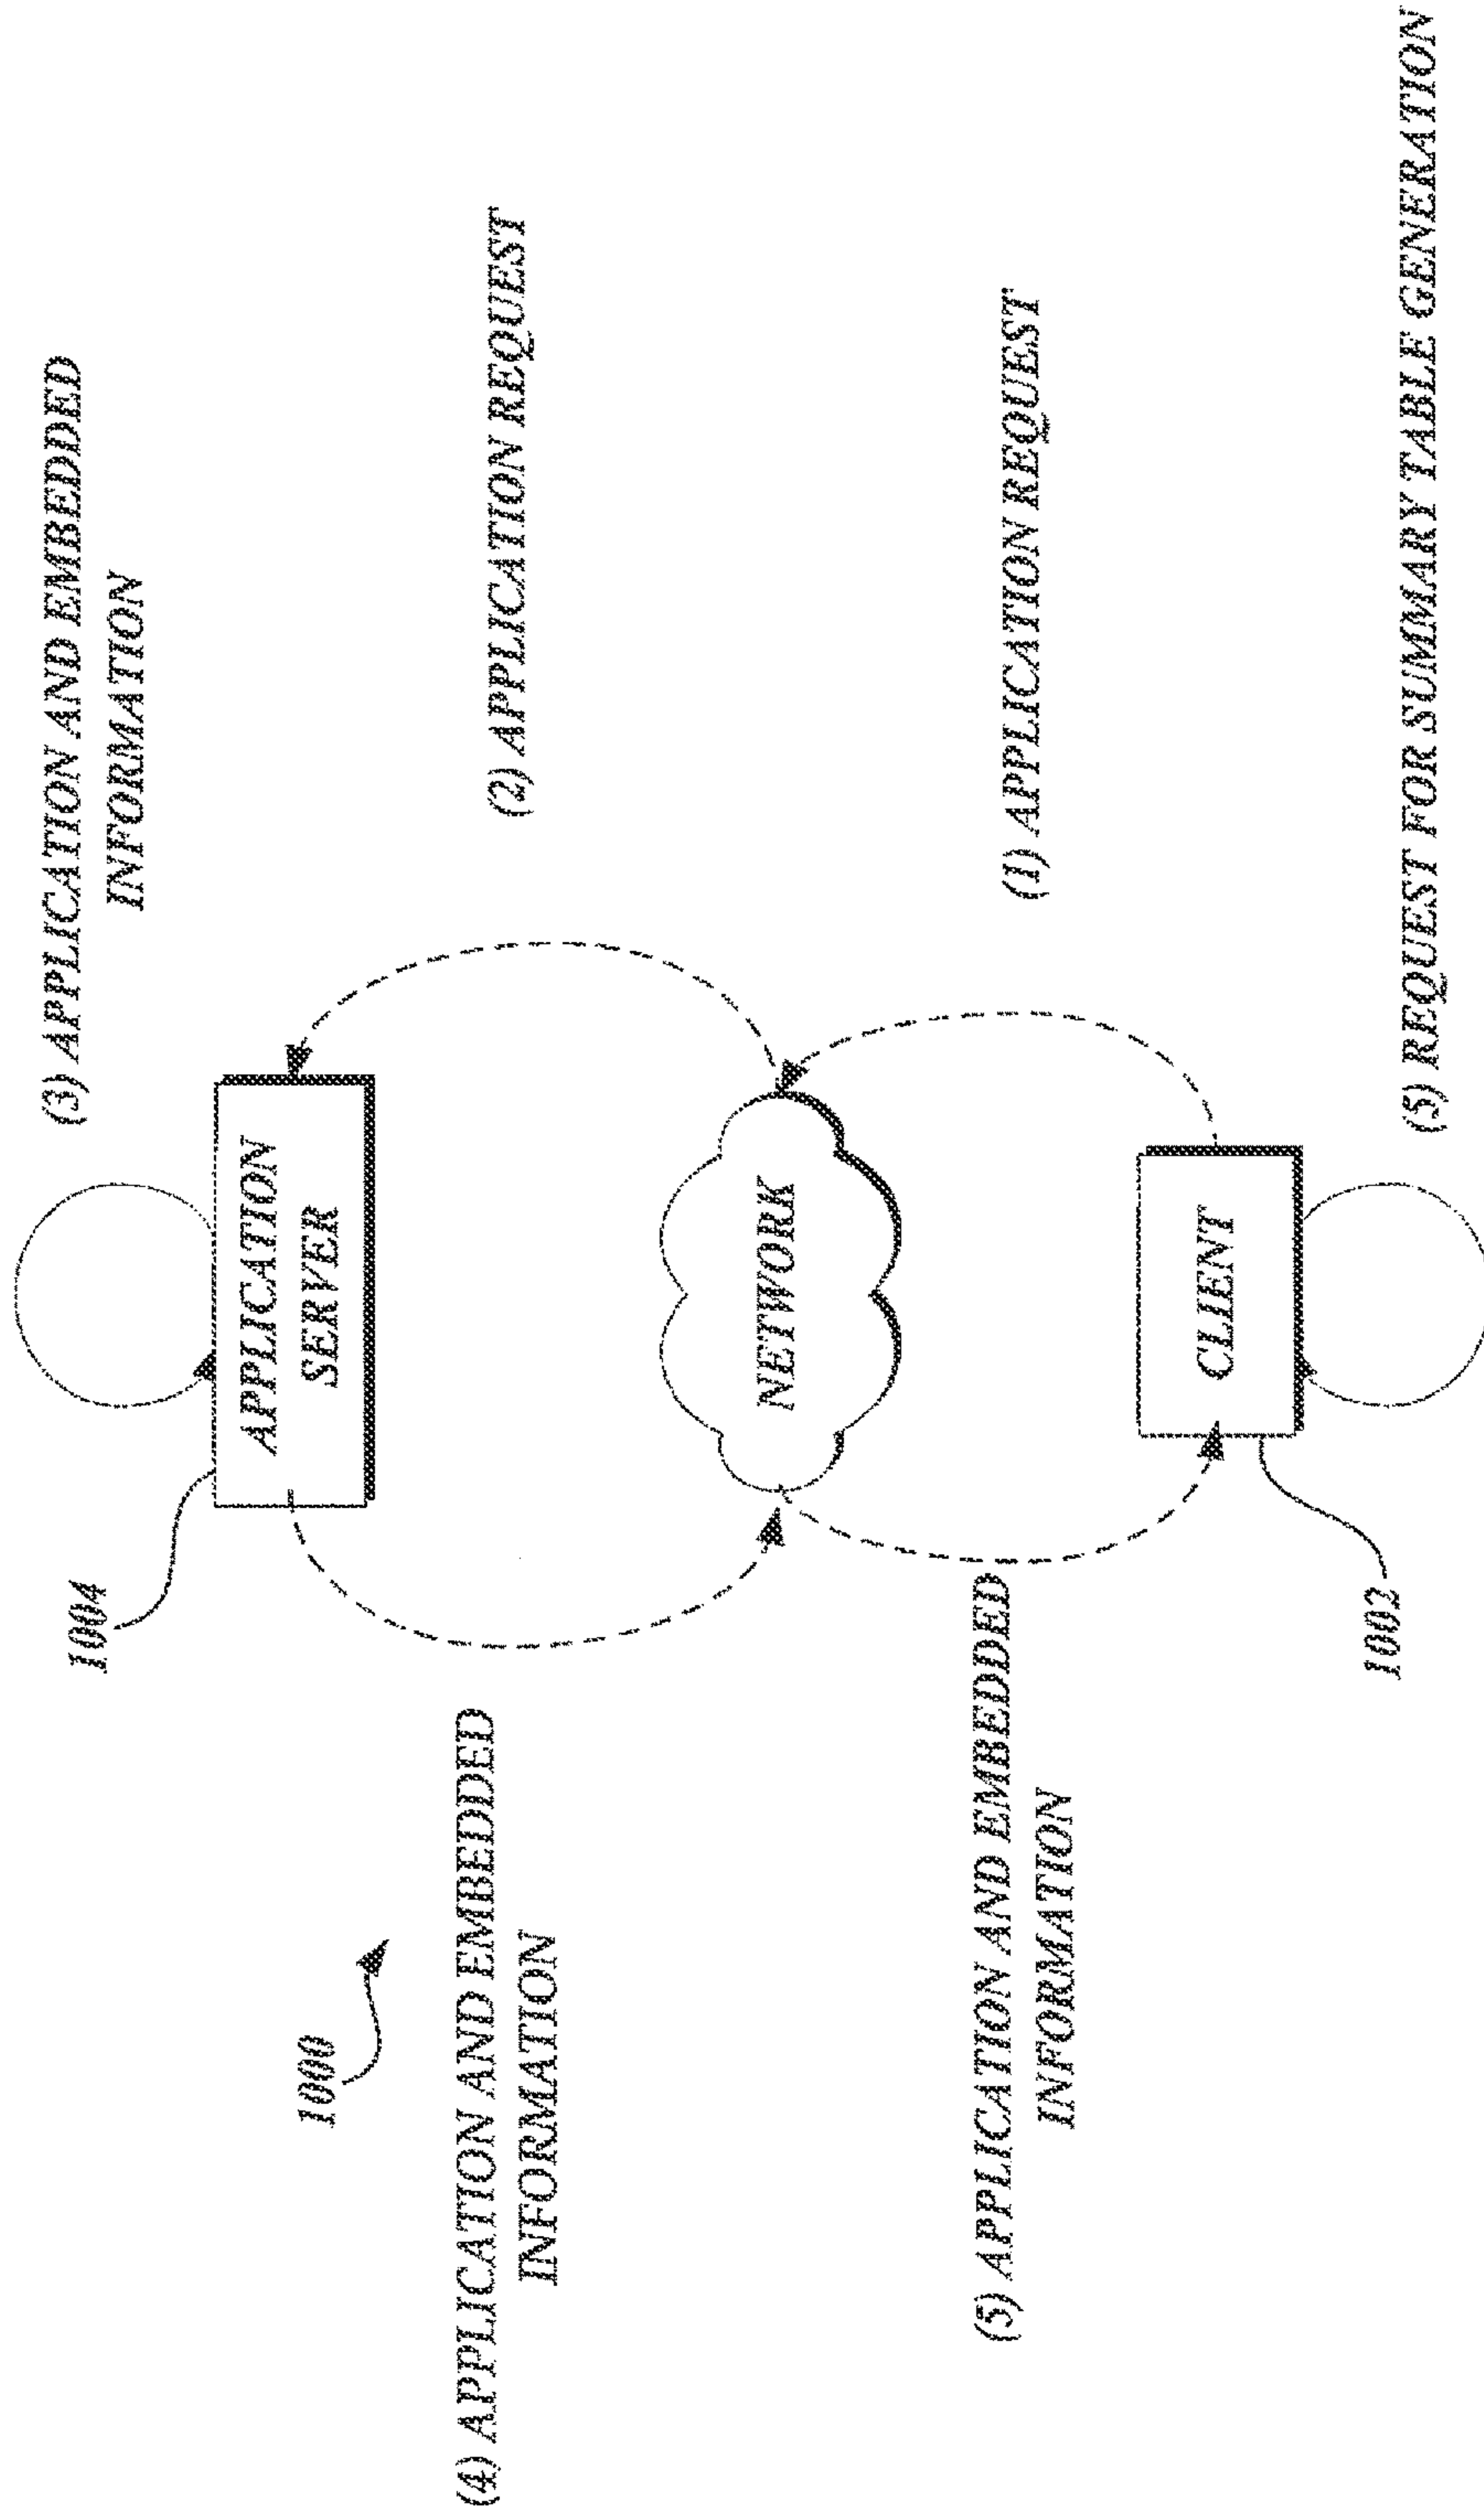 (3) APPLICATION AND EMBEDDED
INFORMATION
1004
APPLICATION
SERVER
1000
(2) APPLICATION REQUEST
(4) APPLICATION AND EMBEDDED
INFORMATION
NETWORK
(1) APPLICATION REQUEST
(5) APPLICATION AND EMBEDDED
INFORMATION
CLIENT
1002
(5) REQUEST FOR SUMMARY TABLE GENERATION